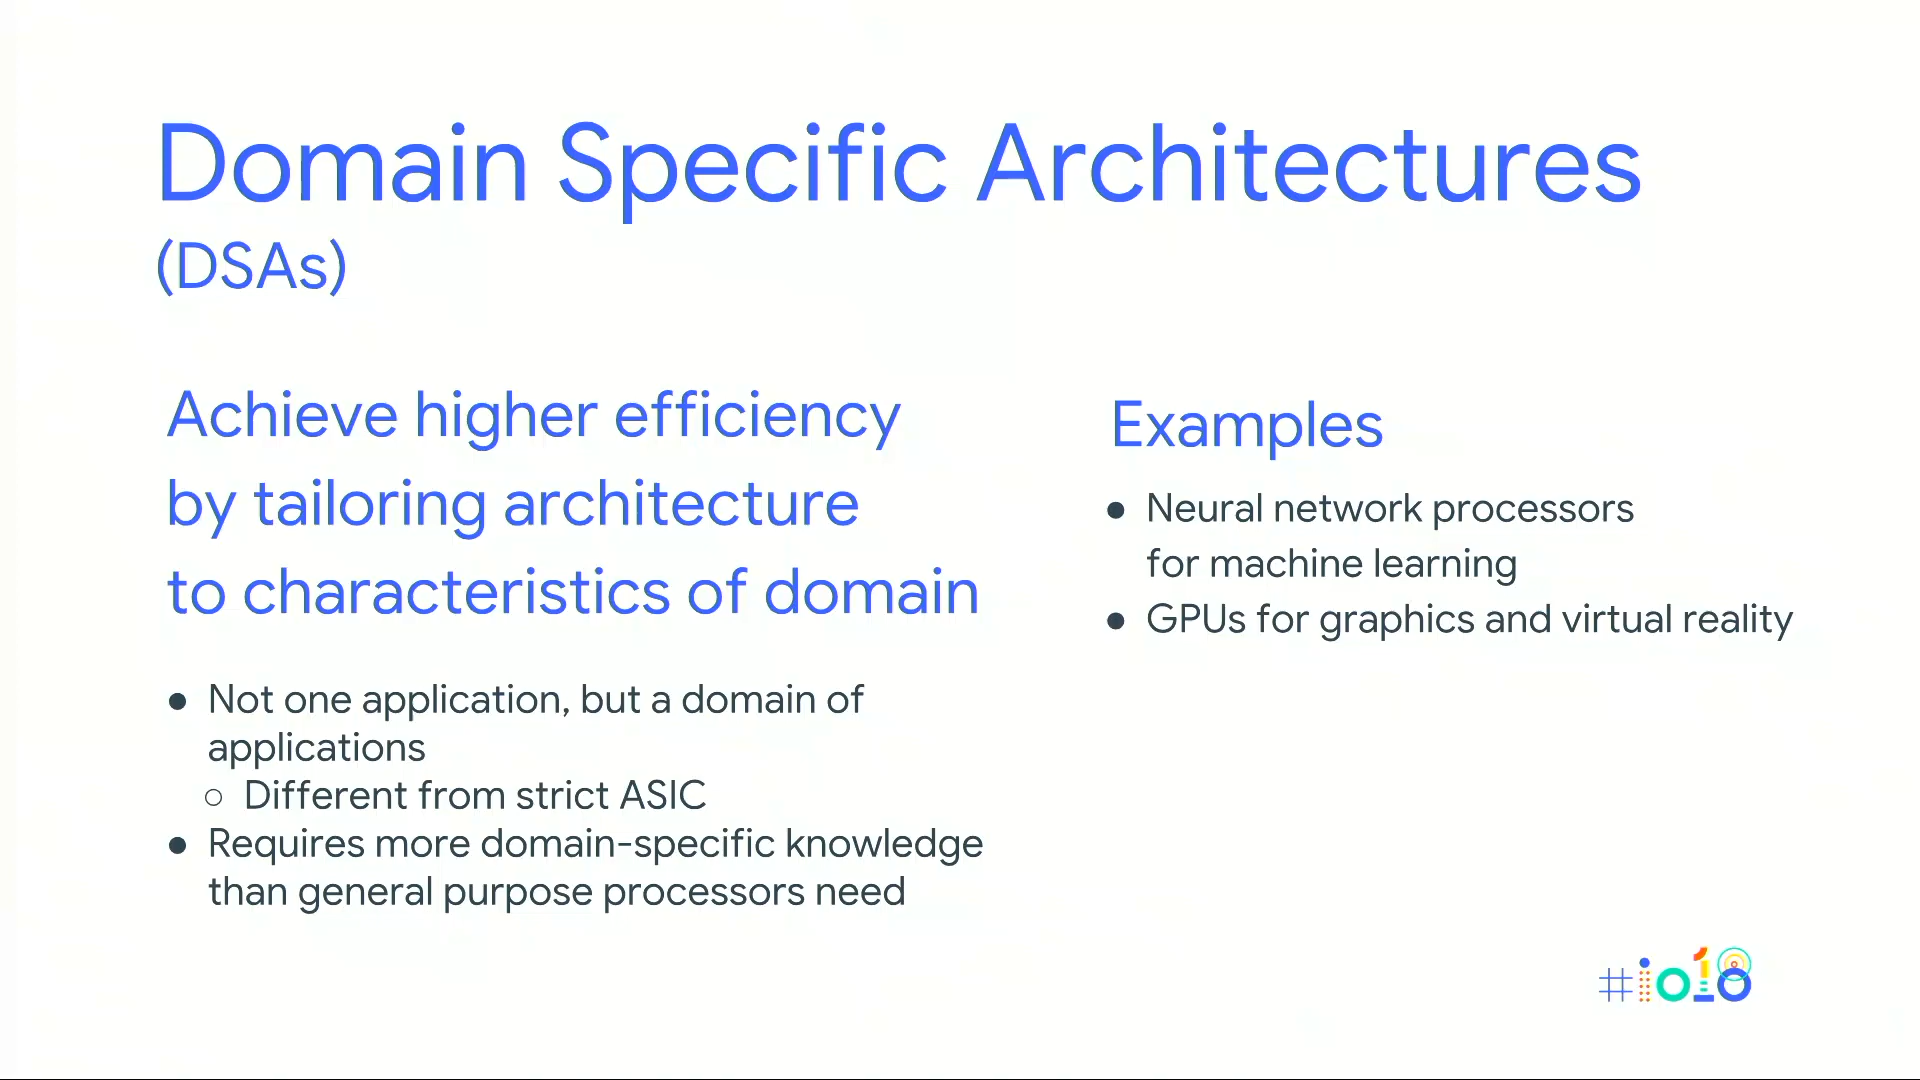 Domain Specific Architectures
(DSAs)
Achieve higher efficiency
by tailoring architecture
to characteristics of domain
● Not one application, but a domain of
applications
○ Different from strict ASIC
● Requires more domain-specific knowledge
than general purpose processors need
Examples
● Neural network processors
for machine learning
● GPUs for graphics and virtual reality
#io18